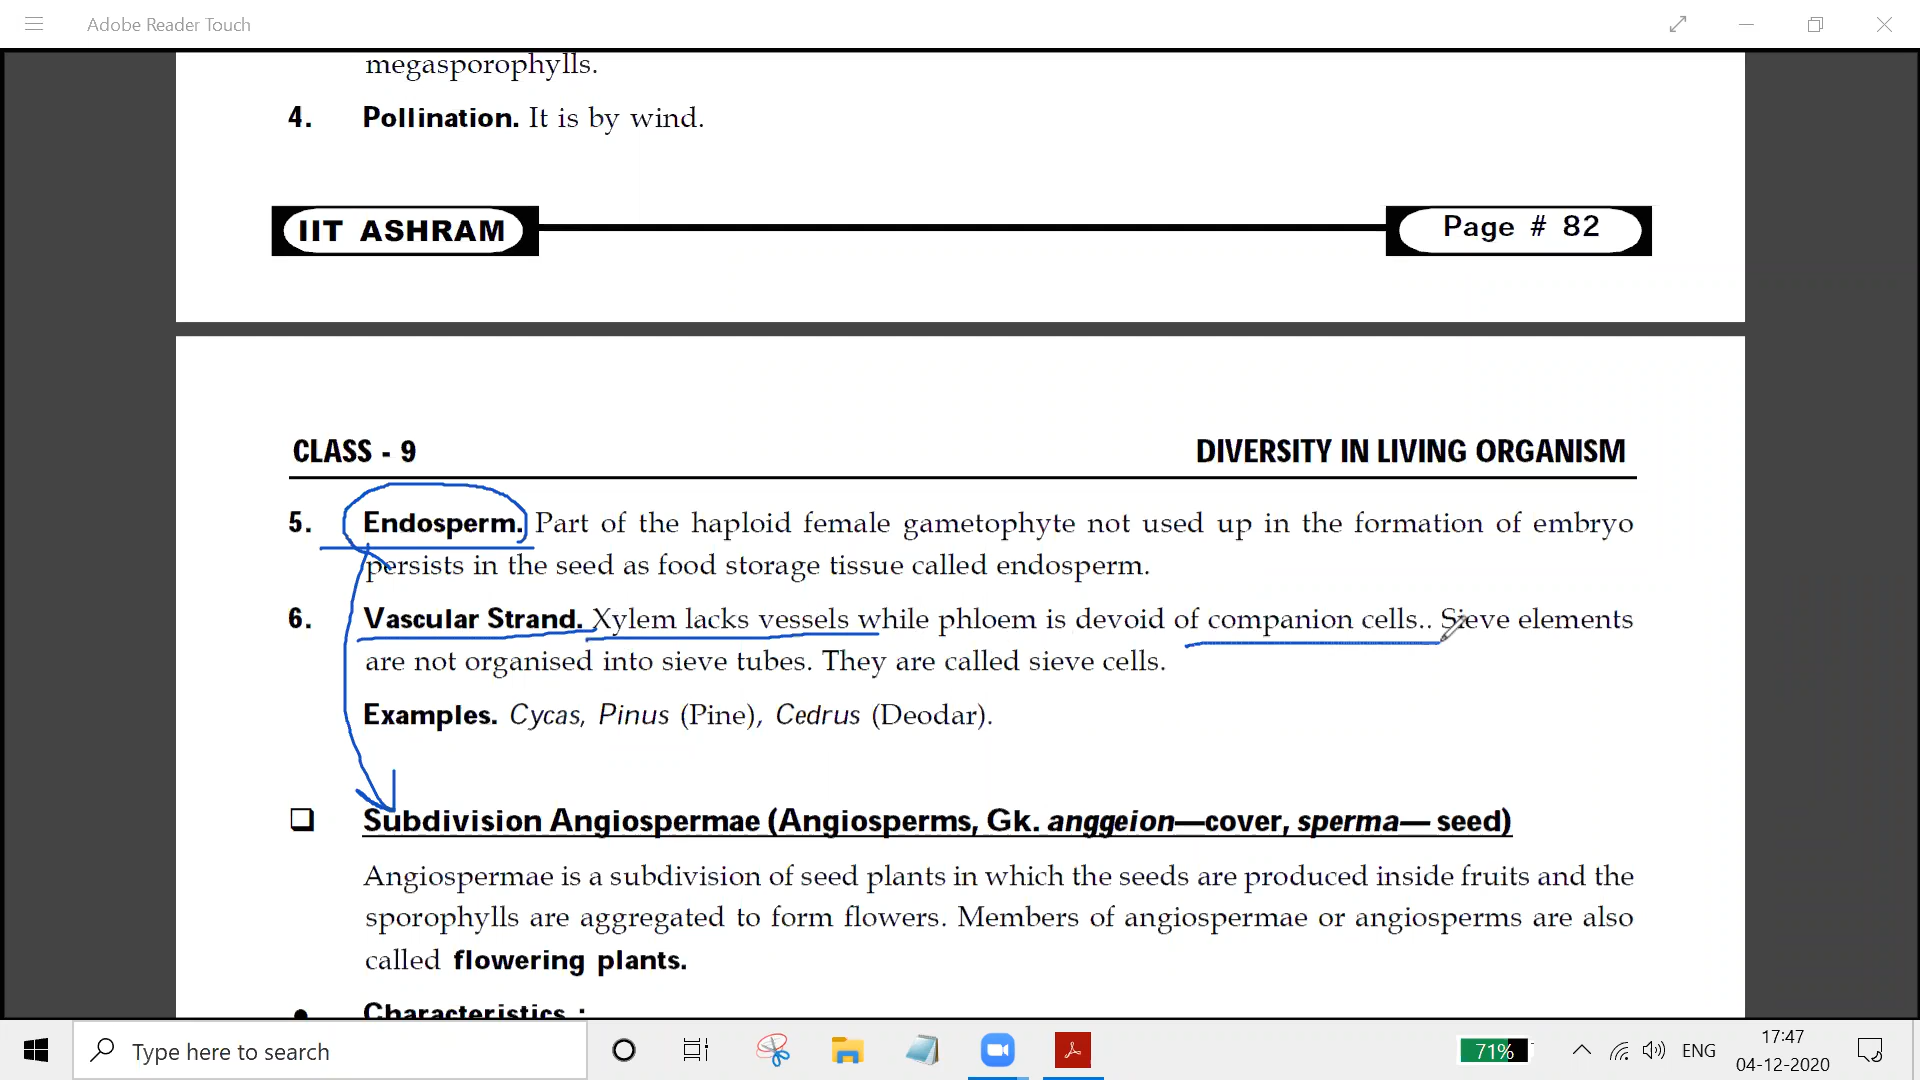 Adobe Reader Touch
megasporophylls.
4. Pollination. It is by wind.
IIT ASHRAM Page # 82
CLASS - 9 DIVERSITY IN LIVING ORGANISM
5. Endosperm. Part of the haploid female gametophyte not used up in the formation of embryo
persists in the seed as food storage tissue called endosperm.
6. Vascular Strand. Xylem lacks vessels while phloem is devoid of companion cells.. Sieve elements
are not organised into sieve tubes. They are called sieve cells.
Examples. Cycas, Pinus (Pine), Cedrus (Deodar).
❑ Subdivision Angiospermae (Angiosperms, Gk. anggeion—cover, sperma— seed)
Angiospermae is a subdivision of seed plants in which the seeds are produced inside fruits and the
sporophylls are aggregated to form flowers. Members of angiospermae or angiosperms are also
called flowering plants.
● Characteristics :
Type here to search 71% ENG 17:47
04-12-2020